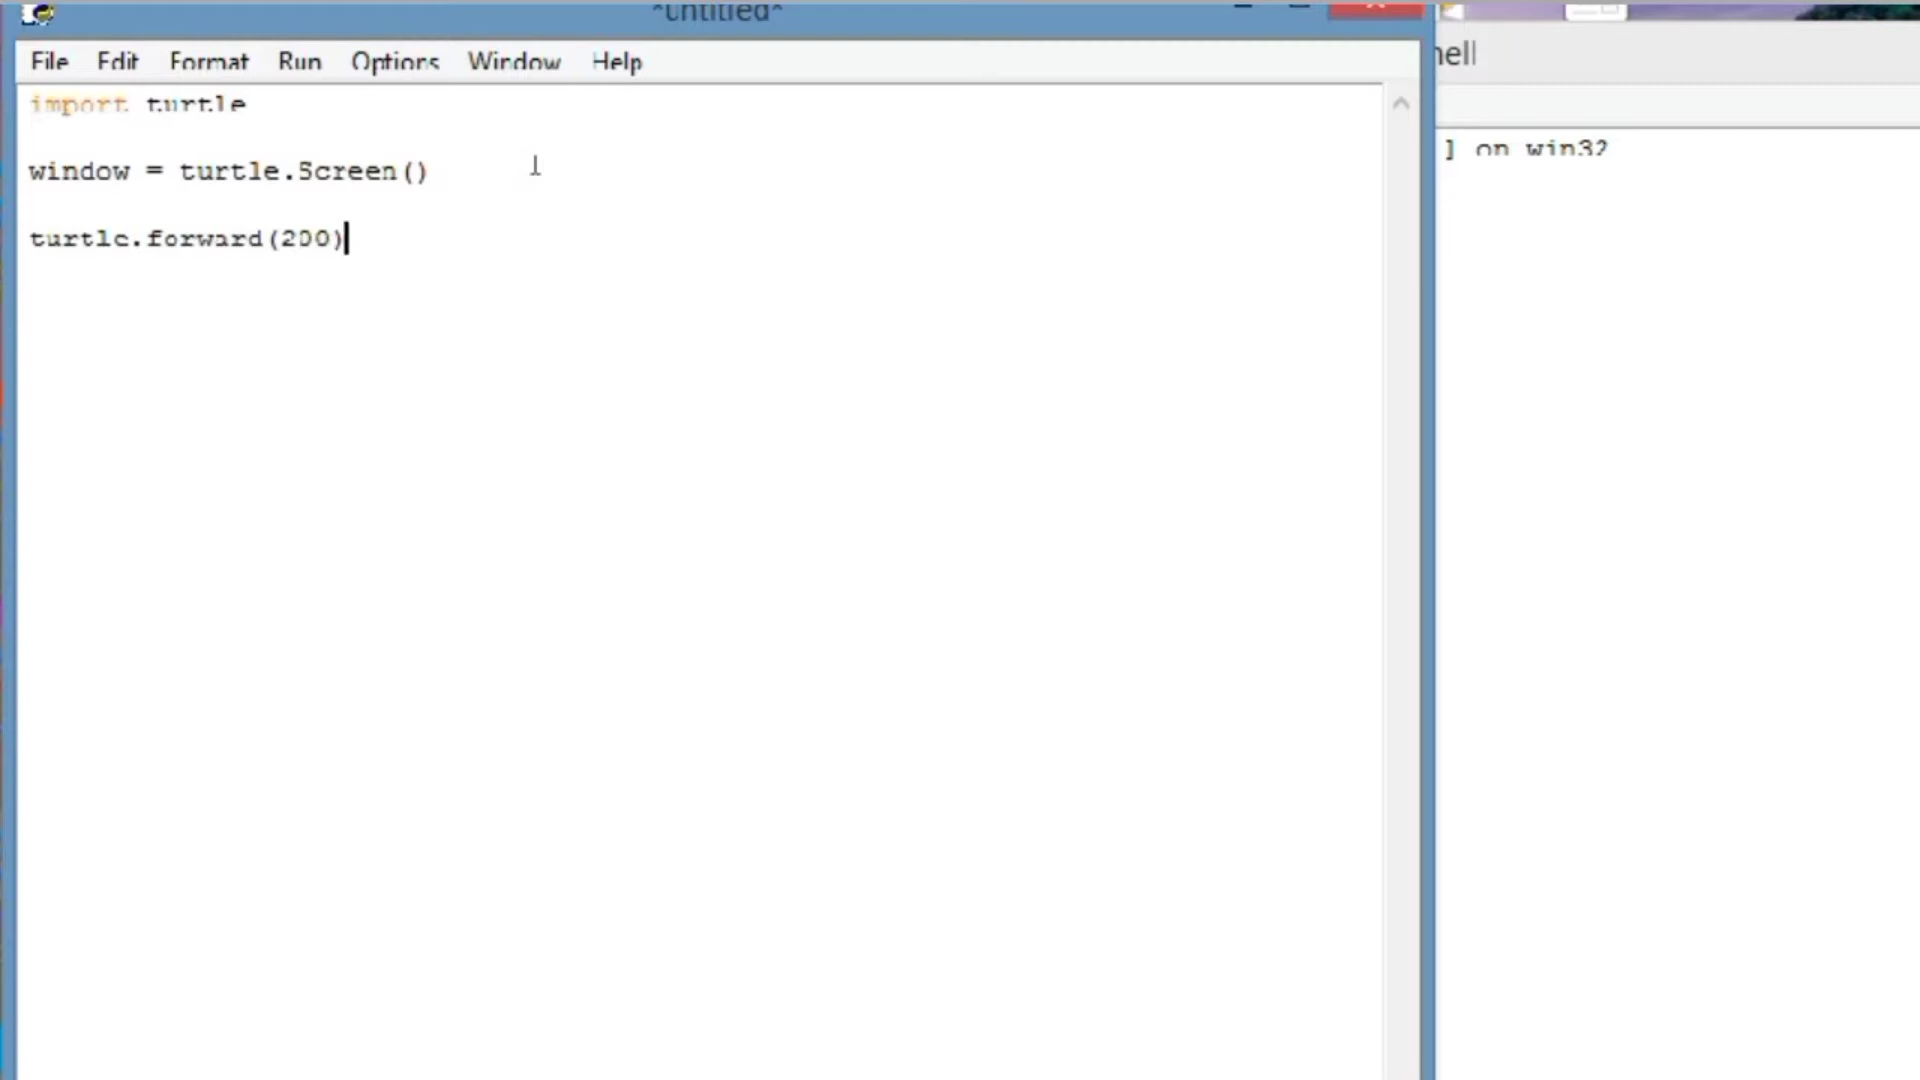 *untitled*
File Edit Format Run Options Window Help
import turtle
window = turtle.Screen()
turtle.forward(200)
hell
] on win32